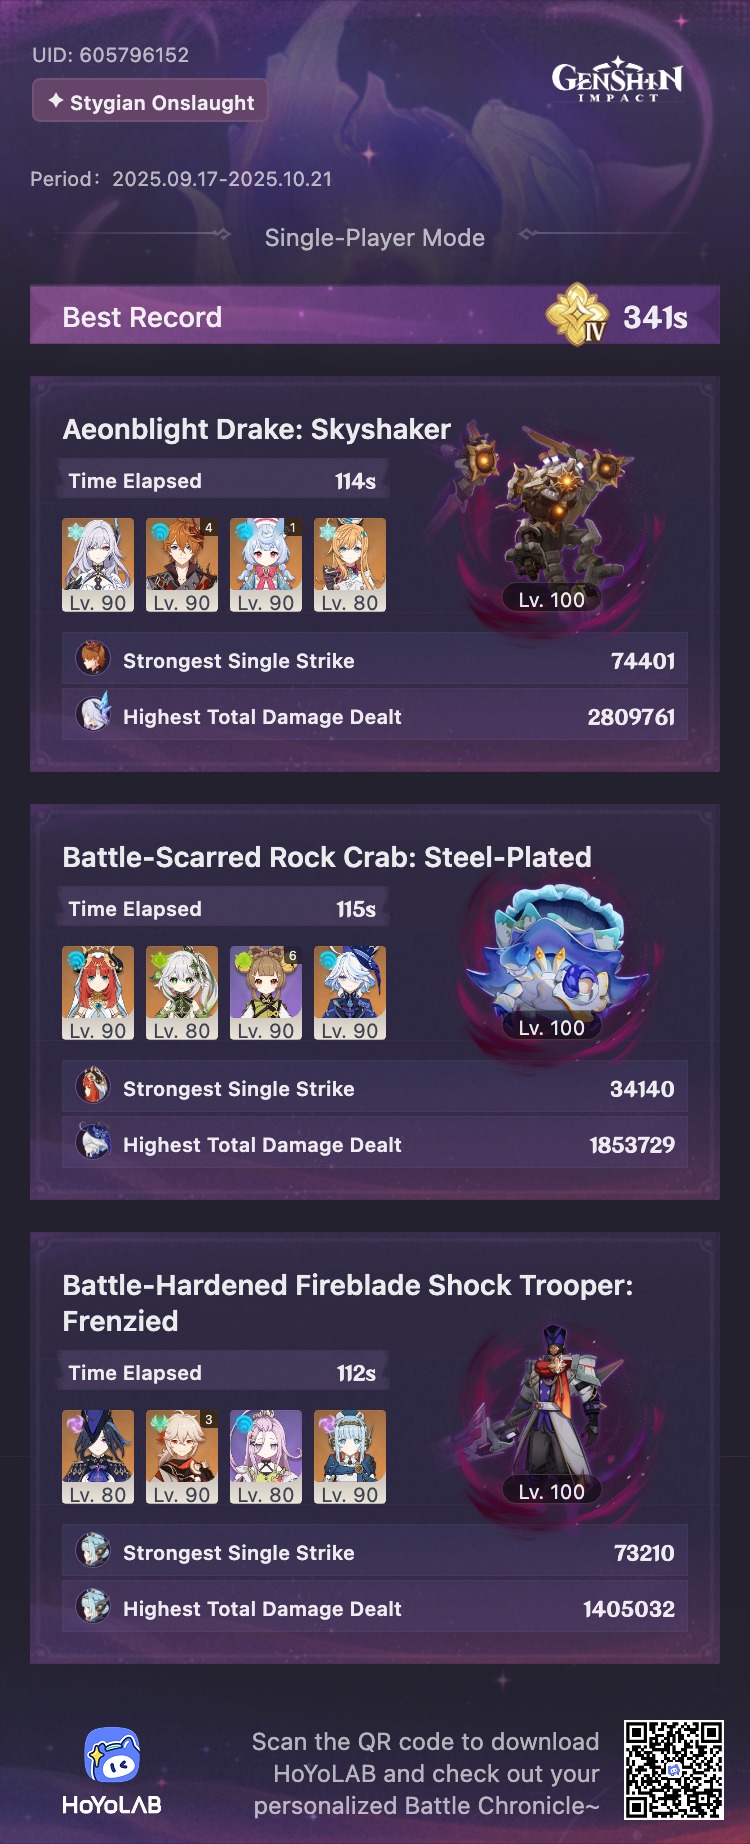 UID: 605796152
GENSHIN
IMPACT
Stygian Onslaught
Period: 2025.09.17-2025.10.21
Single-Player Mode
Best Record IV 341s
Aeonblight Drake: Skyshaker
Time Elapsed 114s
4 1
Lv. 90 Lv. 90 Lv. 90 Lv. 80
Lv. 100
Strongest Single Strike 74401
Highest Total Damage Dealt 2809761
Battle-Scarred Rock Crab: Steel-Plated
Time Elapsed 115s
6
Lv. 90 Lv. 80 Lv. 90 Lv. 90
Lv. 100
Strongest Single Strike 34140
Highest Total Damage Dealt 1853729
Battle-Hardened Fireblade Shock Trooper:
Frenzied
Time Elapsed 112s
3
Lv. 80 Lv. 90 Lv. 80 Lv. 90
Lv. 100
Strongest Single Strike 73210
Highest Total Damage Dealt 1405032
Scan the QR code to download
HoYoLAB and check out your
personalized Battle Chronicle~
HoYoLAB